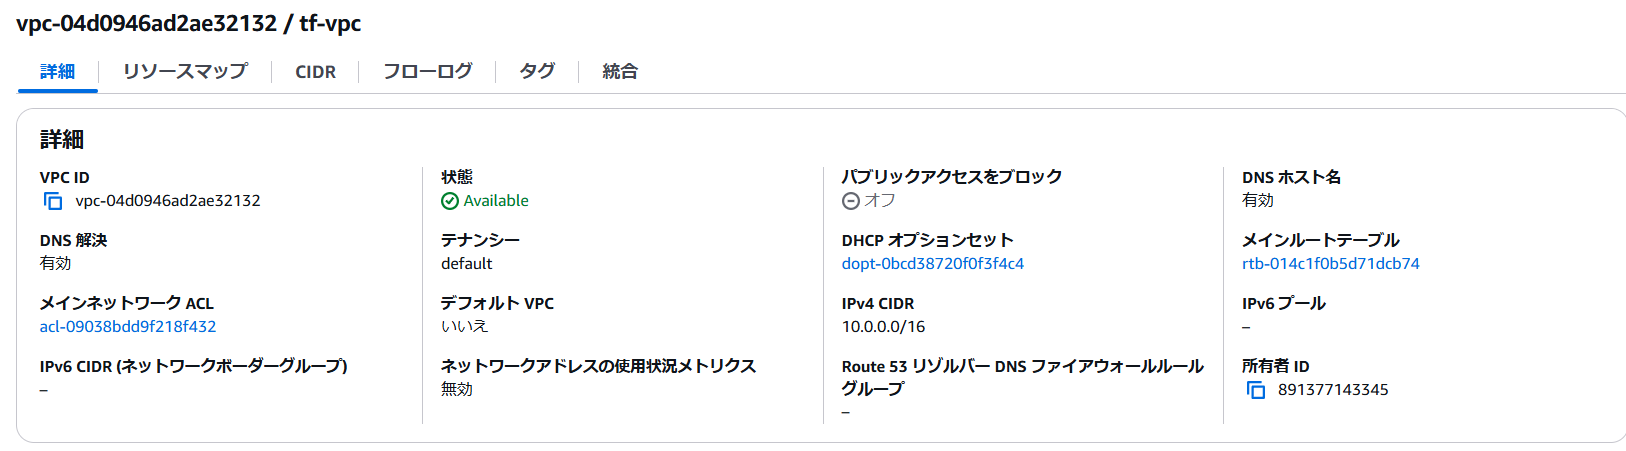 vpc-04d0946ad2ae32132 / tf-vpc
詳細 リソースマップ CIDR フローログ タグ 統合
詳細
VPC ID
vpc-04d0946ad2ae32132
状態
Available
パブリックアクセスをブロック
オフ
DNS ホスト名
有効
DNS 解決
有効
テナンシー
default
DHCP オプションセット
dopt-0bcd38720f0f3f4c4
メインルートテーブル
rtb-014c1f0b5d71dcb74
メインネットワーク ACL
acl-09038bdd9f218f432
デフォルト VPC
いいえ
IPv4 CIDR
10.0.0.0/16
IPv6 プール
–
IPv6 CIDR (ネットワークボーダーグループ)
–
ネットワークアドレスの使用状況メトリクス
無効
Route 53 リゾルバー DNS ファイアウォールルール
グループ
–
所有者 ID
891377143345